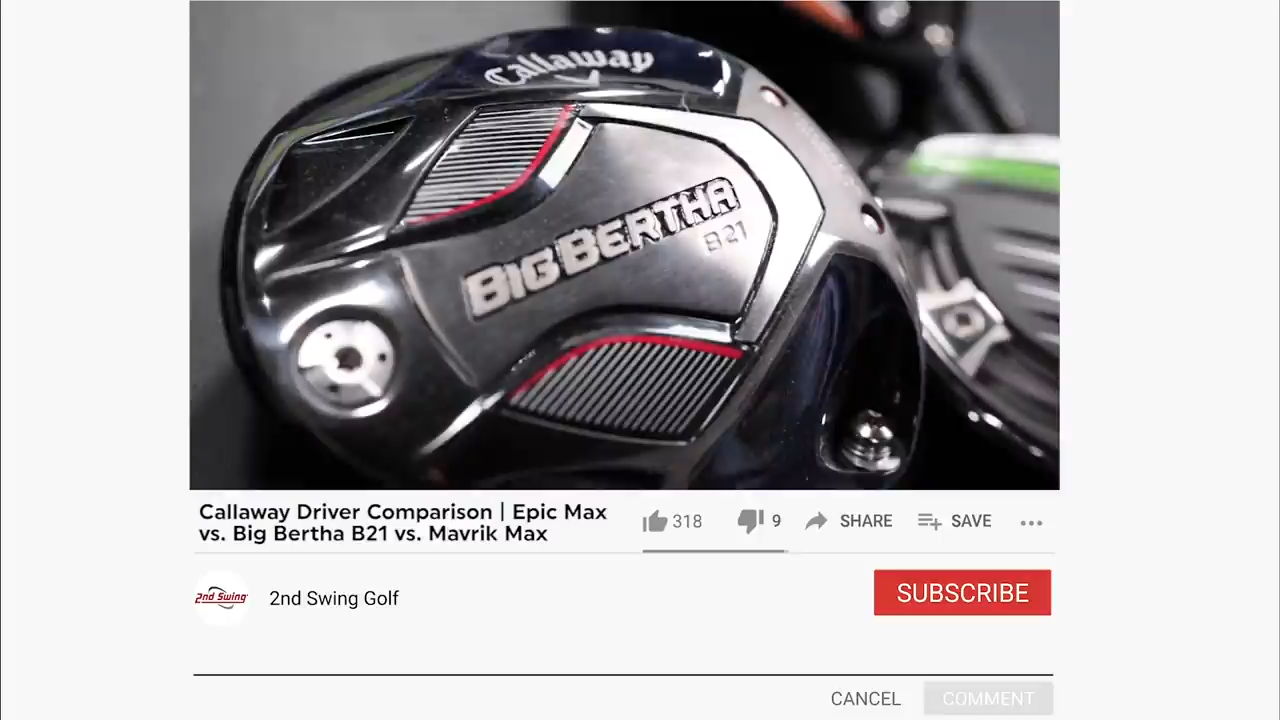 Callaway
BIG BERTHA
B21
Callaway Driver Comparison | Epic Max
vs. Big Bertha B21 vs. Mavrik Max
318
9
SHARE
SAVE
2nd Swing
2nd Swing Golf
SUBSCRIBE
CANCEL
COMMENT